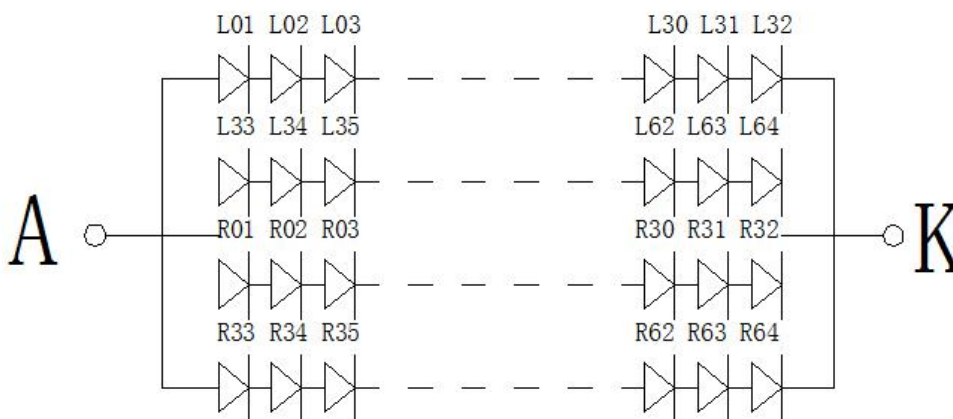 L01 L02 L03 L30 L31 L32
L33 L34 L35 L62 L63 L64
A R01 R02 R03 R30 R31 R32 K
R33 R34 R35 R62 R63 R64